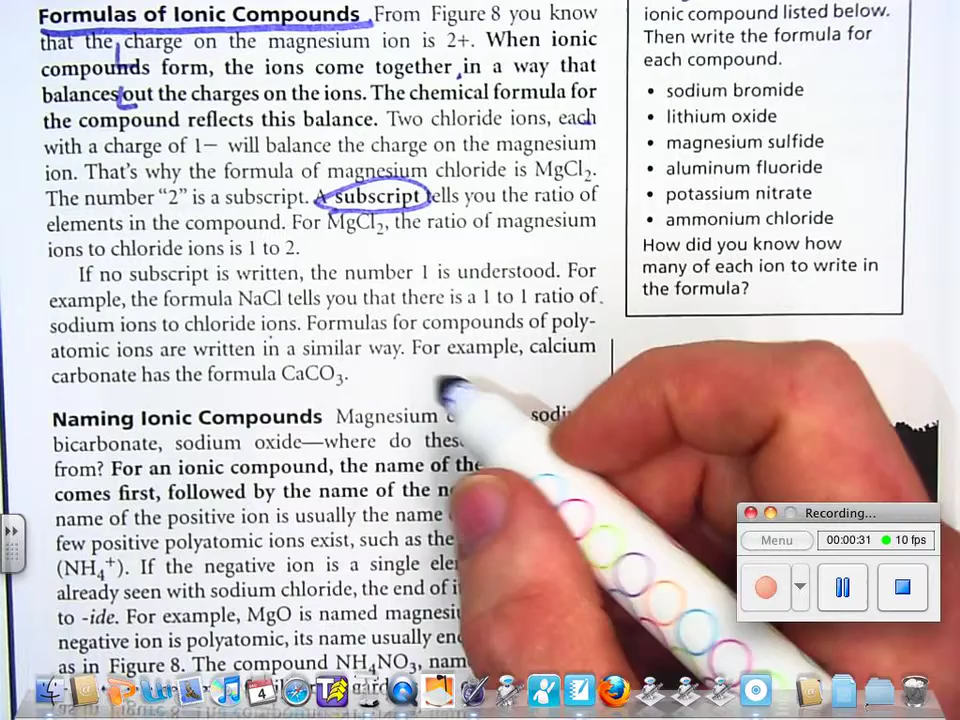 Formulas of Ionic Compounds From Figure 8 you know
that the charge on the magnesium ion is 2+. When ionic
compounds form, the ions come together in a way that
balances out the charges on the ions. The chemical formula for
the compound reflects this balance. Two chloride ions, each
with a charge of 1– will balance the charge on the magnesium
ion. That's why the formula of magnesium chloride is MgCl₂.
The number “2” is a subscript. A subscript tells you the ratio of
elements in the compound. For MgCl₂, the ratio of magnesium
ions to chloride ions is 1 to 2.
If no subscript is written, the number 1 is understood. For
example, the formula NaCl tells you that there is a 1 to 1 ratio of
sodium ions to chloride ions. Formulas for compounds of poly-
atomic ions are written in a similar way. For example, calcium
carbonate has the formula CaCO₃.
Naming Ionic Compounds Magnesium
bicarbonate, sodium oxide—where do
from? For an ionic compound, the name of the
comes first, followed by the name of the
name of the positive ion is usually the name
few positive polyatomic ions exist, such as the
(NH₄⁺). If the negative ion is a single
already seen with sodium chloride, the end of
to -ide. For example, MgO is named
negative ion is polyatomic, its name usually
as in Figure 8. The compound NH₄NO₃,
ionic compound listed below.
Then write the formula for
each compound.
• sodium bromide
• lithium oxide
• magnesium sulfide
• aluminum fluoride
• potassium nitrate
• ammonium chloride
How did you know how
many of each ion to write in
the formula?
Recording...
Menu
00:00:31
10 fps
4